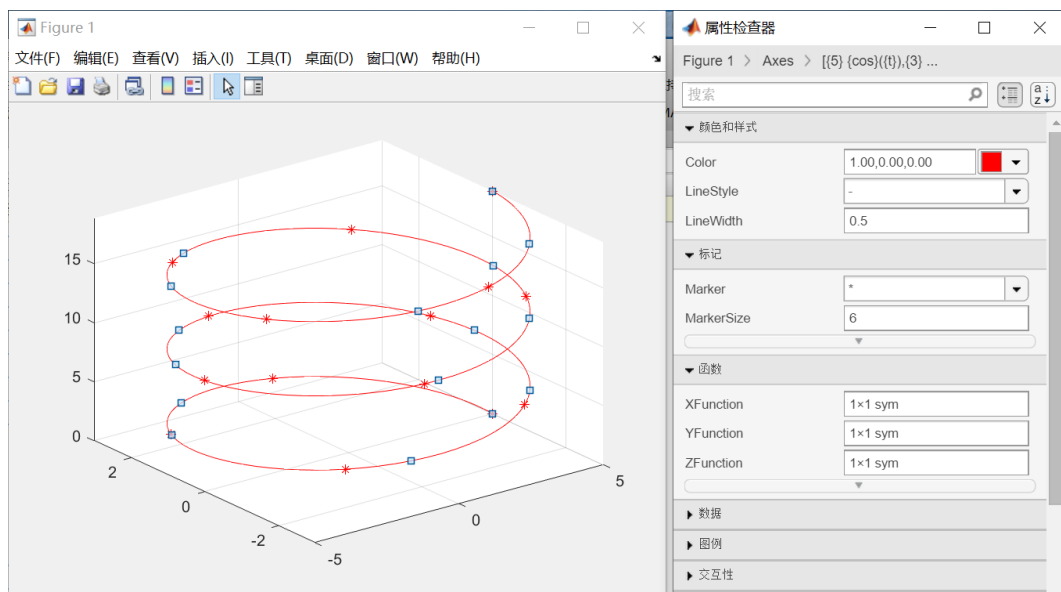 Figure 1
文件(F) 编辑(E) 查看(V) 插入(I) 工具(T) 桌面(D) 窗口(W) 帮助(H)
15
10
5
0
2
0
-2
-5
0
5
属性检查器
Figure 1 > Axes > [{5} {cos}({t}),{3} ...
搜索
颜色和样式
Color 1.00,0.00,0.00
LineStyle -
LineWidth 0.5
标记
Marker *
MarkerSize 6
函数
XFunction 1×1 sym
YFunction 1×1 sym
ZFunction 1×1 sym
数据
图例
交互性